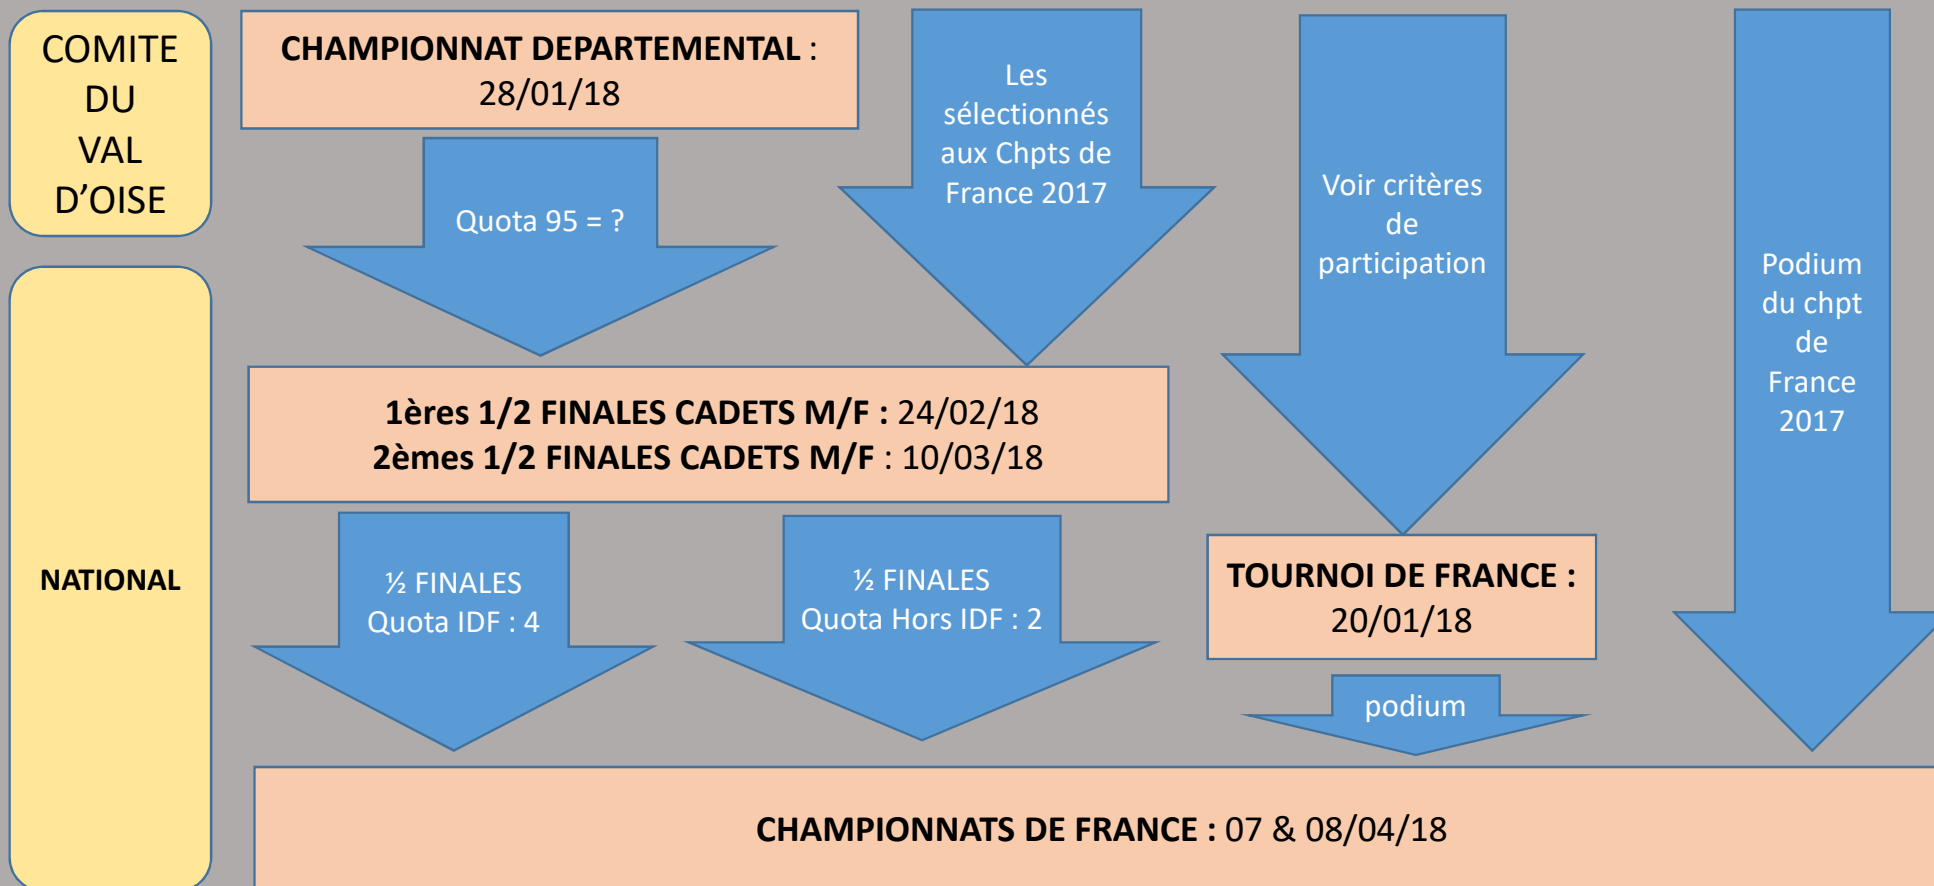 COMITE
DU
VAL
D’OISE
CHAMPIONNAT DEPARTEMENTAL :
28/01/18
Quota 95 = ?
Les
sélectionnés
aux Chpts de
France 2017
Voir critères
de
participation
Podium
du chpt
de
France
2017
NATIONAL
1ères 1/2 FINALES CADETS M/F : 24/02/18
2èmes 1/2 FINALES CADETS M/F : 10/03/18
½ FINALES
Quota IDF : 4
½ FINALES
Quota Hors IDF : 2
TOURNOI DE FRANCE :
20/01/18
podium
CHAMPIONNATS DE FRANCE : 07 & 08/04/18